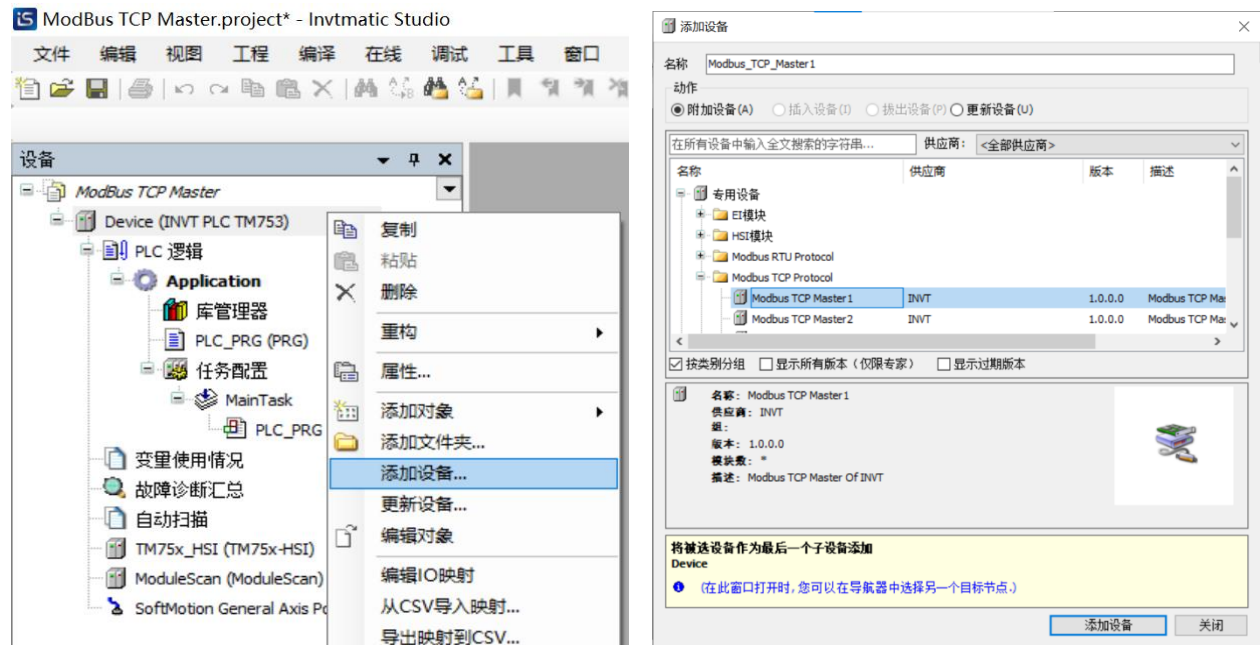 ModBus TCP Master.project* - Invtmatic Studio
文件 编辑 视图 工程 编译 在线 调试 工具 窗口
设备
ModBus TCP Master
Device (INVT PLC TM753)
PLC 逻辑
Application
库管理器
PLC_PRG (PRG)
任务配置
MainTask
PLC_PRG
变量使用情况
故障诊断汇总
自动扫描
TM75x_HSI (TM75x-HSI)
ModuleScan (ModuleScan)
SoftMotion General Axis
复制
粘贴
删除
重构
属性...
添加对象
添加文件夹...
添加设备...
更新设备...
编辑对象
编辑IO映射
从CSV导入映射...
导出映射到CSV...
添加设备
名称 Modbus_TCP_Master1
动作
附加设备(A) 插入设备(I) 拔出设备(P) 更新设备(U)
在所有设备中输入全文搜索的字符串... 供应商: <全部供应商>
名称 供应商 版本 描述
专用设备
EI模块
HSI模块
Modbus RTU Protocol
Modbus TCP Protocol
Modbus TCP Master1 INVT 1.0.0.0 Modbus TCP
Modbus TCP Master2 INVT 1.0.0.0 Modbus TCP
按类别分组 显示所有版本（仅限专家） 显示过期版本
名称: Modbus TCP Master1
供应商: INVT
组:
版本: 1.0.0.0
模块数: *
描述: Modbus TCP Master Of INVT
将被选设备作为最后一个子设备添加
Device
(在此窗口打开时,您可以在导航器中选择另一个目标节点.)
添加设备 关闭